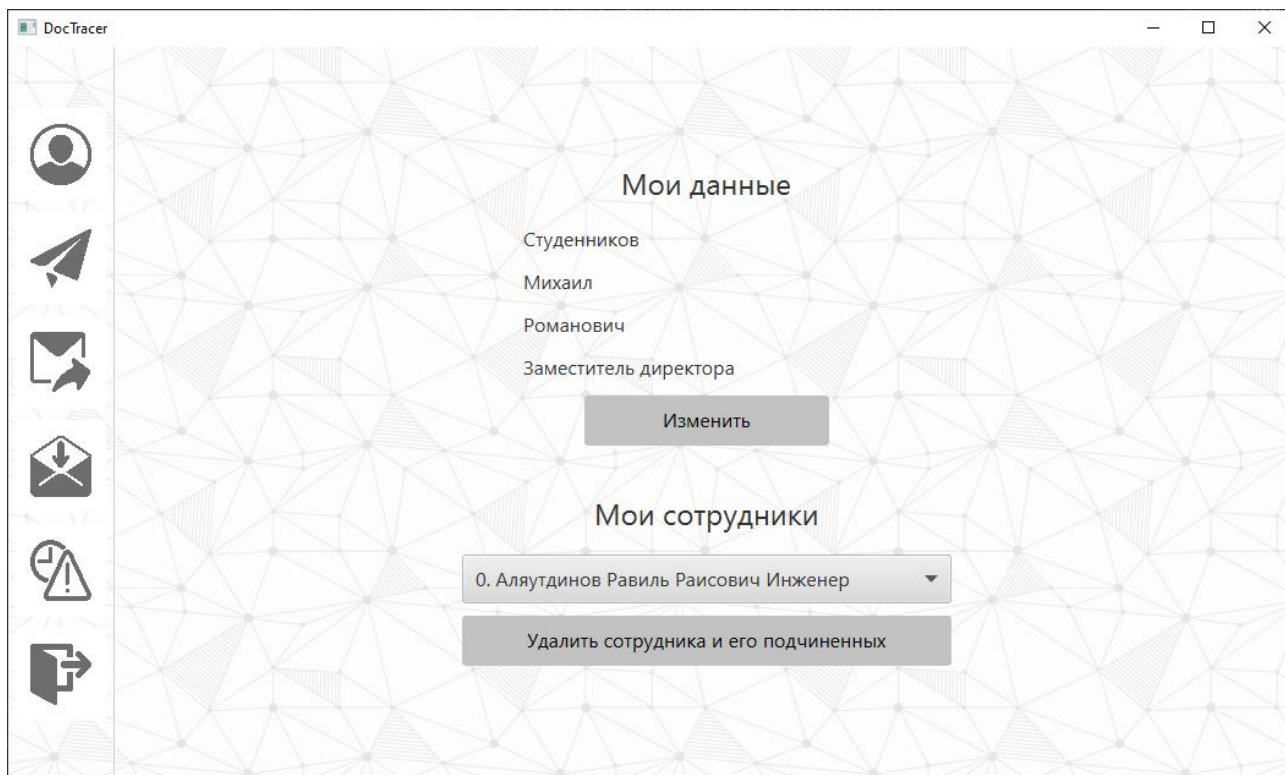 DocTracer
Мои данные
Студенников
Михаил
Романович
Заместитель директора
Изменить
Мои сотрудники
0. Аляутдинов Равиль Раисович Инженер
Удалить сотрудника и его подчиненных